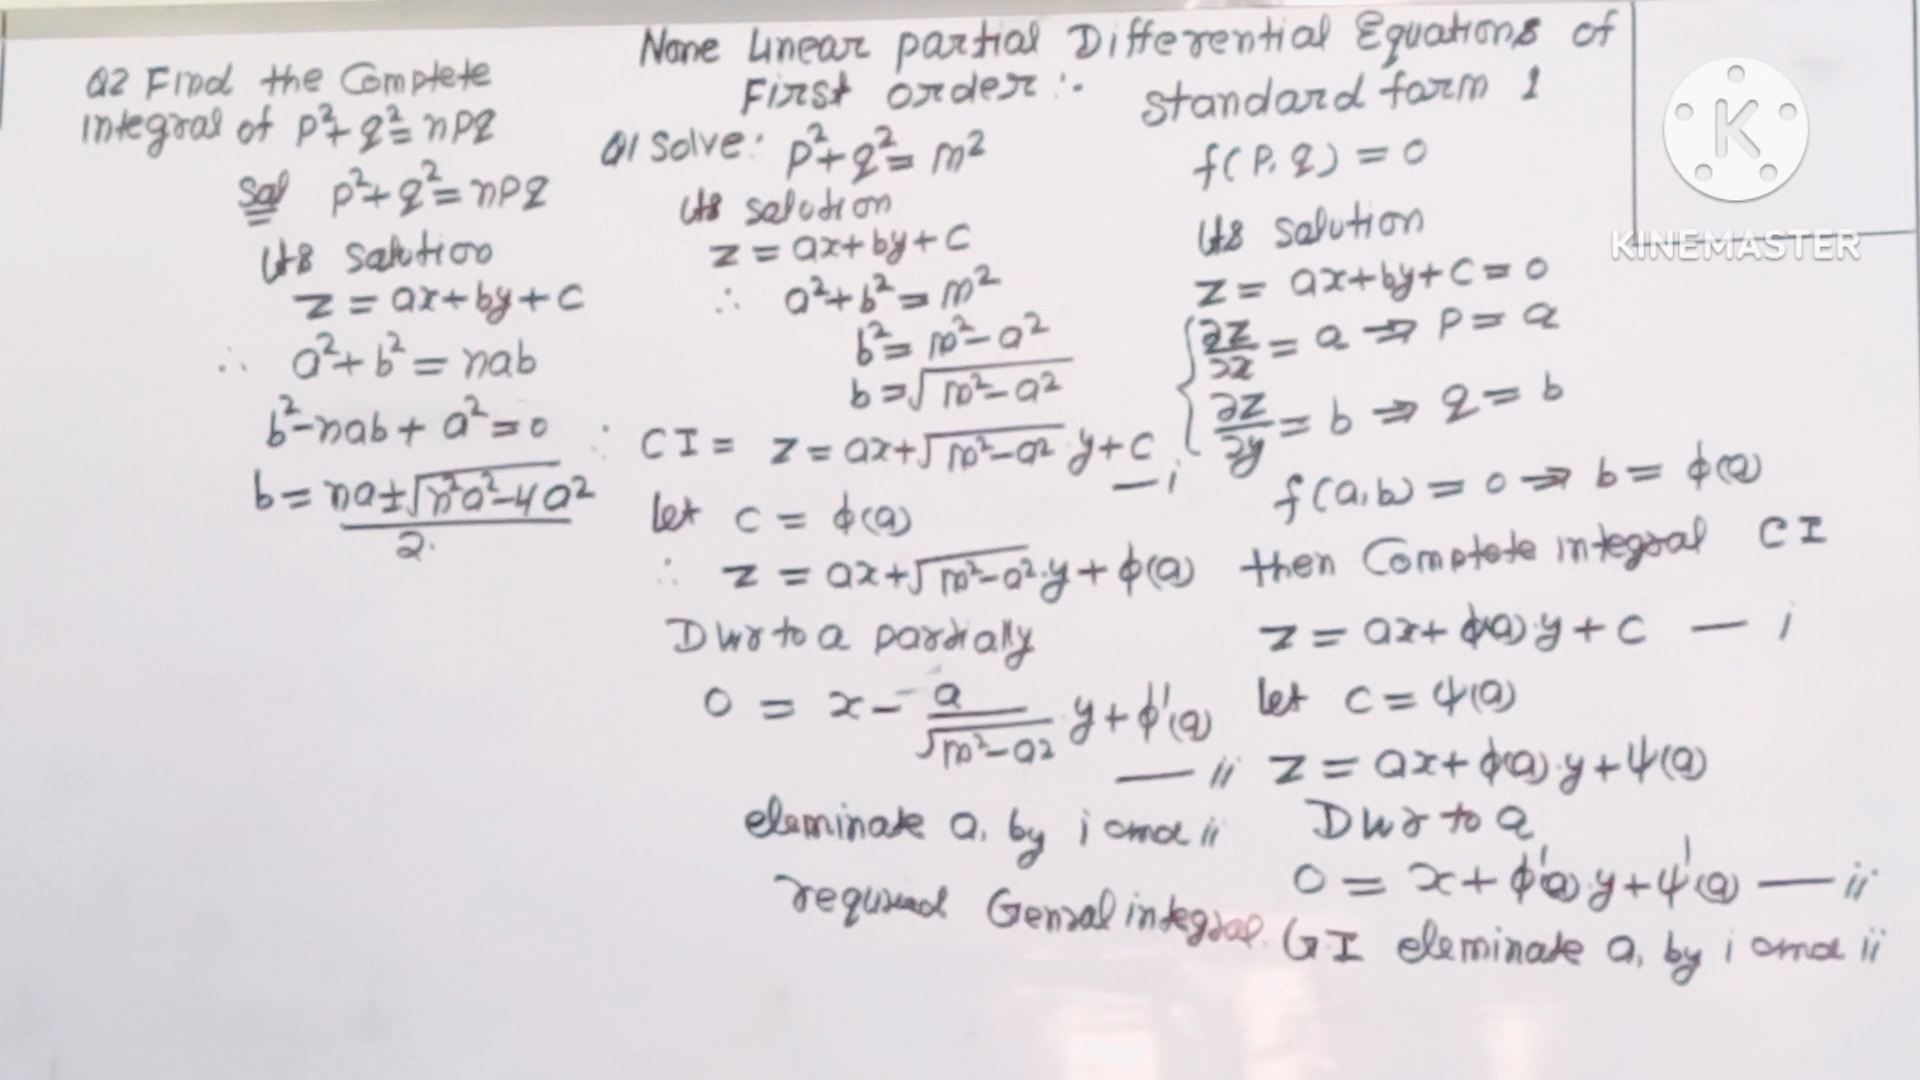 None Linear partial Differential Equations of
First order :-
Standard form 1
f(p, q) = 0
Its solution
z = ax+by+c = 0
∂z/∂x = a ⇒ p = a
∂z/∂y = b ⇒ q = b
f(a,b) = 0 ⇒ b = ϕ(a)
then Complete integral CI
z = ax+ ϕ(a) y + c — i
let c = ψ(a)
z = ax+ ϕ(a) y + ψ(a)
D wr to a
0 = x + ϕ'(a) y + ψ'(a) — ii
GI eleminate a, by i and ii
Q1 Solve: p²+q² = m²
Its solution
z = ax+by+c
∴ a²+b² = m²
b² = m²-a²
b = √m²-a²
∴ CI = z = ax+√m²-a² y+c — i
let c = ϕ(a)
∴ z = ax+√m²-a² y + ϕ(a)
D wr to a partially
0 = x - a/√m²-a² y + ϕ'(a) — ii
eleminate a, by i and ii
required Genral integral.
Q2 Find the Complete
integral of p²+q²=npq
Sol p²+q²=npq
Its solution
z = ax+by+c
∴ a²+b² = nab
b²-nab + a² = 0
b = na±√n²a²-4a²
2.
K
KINEMASTER